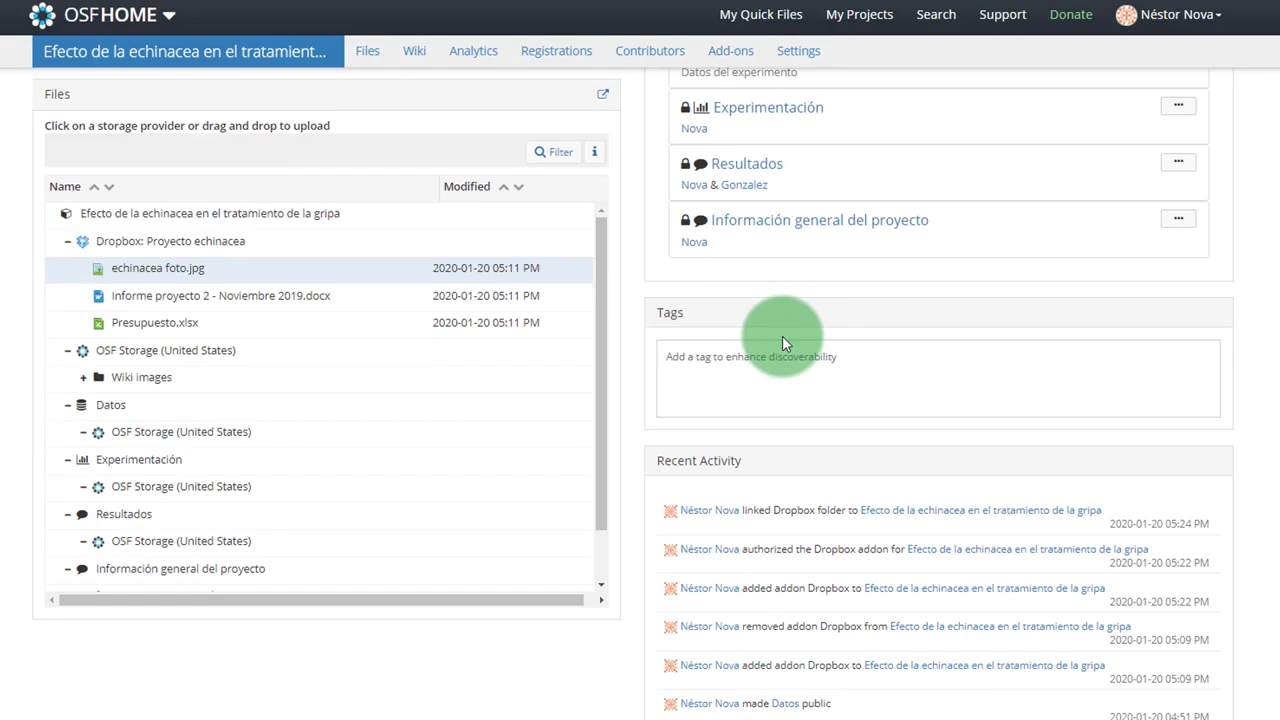 OSFHOME
My Quick Files
My Projects
Search
Support
Donate
Néstor Nova
Efecto de la echinacea en el tratamient...
Files
Wiki
Analytics
Registrations
Contributors
Add-ons
Settings
Files
Click on a storage provider or drag and drop to upload
Filter
i
Name
Modified
Efecto de la echinacea en el tratamiento de la gripa
Dropbox: Proyecto echinacea
echinacea foto.jpg 2020-01-20 05:11 PM
Informe proyecto 2 - Noviembre 2019.docx 2020-01-20 05:11 PM
Presupuesto.xlsx 2020-01-20 05:11 PM
OSF Storage (United States)
Wiki images
Datos
OSF Storage (United States)
Experimentación
OSF Storage (United States)
Resultados
OSF Storage (United States)
Información general del proyecto
Datos del experimento
Experimentación
Nova
Resultados
Nova & Gonzalez
Información general del proyecto
Nova
Tags
Add a tag to enhance discoverability
Recent Activity
Néstor Nova linked Dropbox folder to Efecto de la echinacea en el tratamiento de la gripa
2020-01-20 05:24 PM
Néstor Nova authorized the Dropbox addon for Efecto de la echinacea en el tratamiento de la gripa
2020-01-20 05:22 PM
Néstor Nova added addon Dropbox to Efecto de la echinacea en el tratamiento de la gripa
2020-01-20 05:22 PM
Néstor Nova removed addon Dropbox from Efecto de la echinacea en el tratamiento de la gripa
2020-01-20 05:09 PM
Néstor Nova added addon Dropbox to Efecto de la echinacea en el tratamiento de la gripa
2020-01-20 05:09 PM
Néstor Nova made Datos public
2020-01-20 04:51 PM